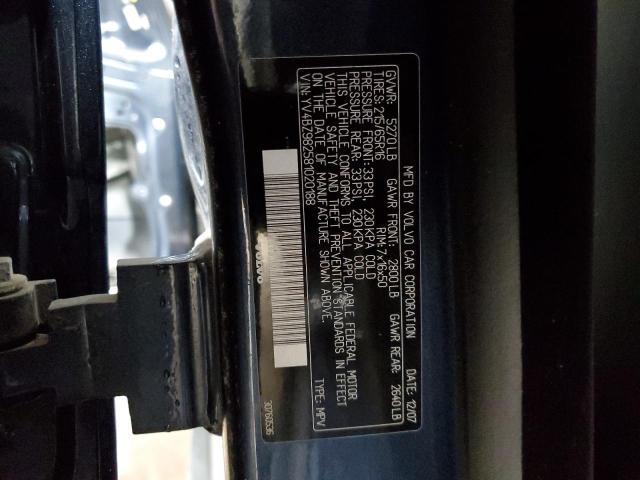 MFD BY VOLVO CAR CORPORATION DATE: 12/07
GVWR: 5270LB GAWR FRONT: 2800LB GAWR REAR: 2640LB
TIRES: 215/65R16 RIM: 7x16x50
PRESSURE FRONT: 33PSI, 230KPA COLD
PRESSURE REAR: 33PSI, 230KPA COLD
THIS VEHICLE CONFORMS TO ALL APPLICABLE FEDERAL MOTOR
VEHICLE SAFETY AND THEFT PREVENTION STANDARDS IN EFFECT
ON THE DATE OF MANUFACTURE SHOWN ABOVE.
VIN: YV4BZ982581020188 TYPE: MPV
VOLVO
30760536